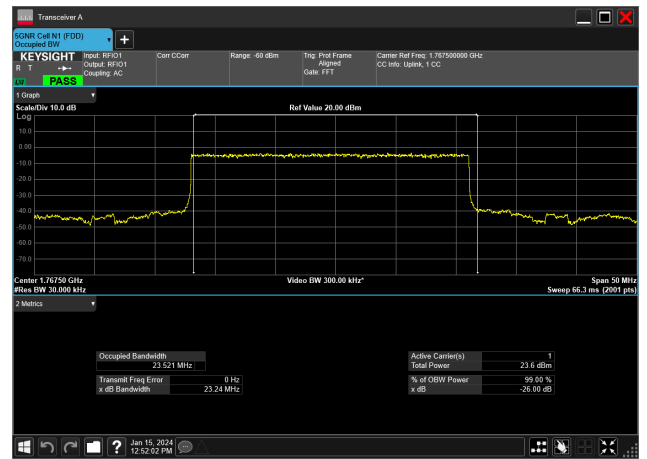 Transceiver A
5GNR Cell N1 (FDD)
Occupied BW
KEYSIGHT
R T
LW
PASS
Input: RFIO1
Output: RFIO1
Coupling: AC
Corr CCorr
Range: -60 dBm
Trig: Prot Frame
Aligned
Gate: FFT
Carrier Ref Freq: 1.767500000 GHz
CC Info: Uplink, 1 CC
1 Graph
Scale/Div 10.0 dB
Ref Value 20.00 dBm
Log
10.0
0.00
-10.0
-20.0
-30.0
-40.0
-50.0
-60.0
-70.0
Center 1.76750 GHz
Video BW 300.00 kHz*
Span 50 MHz
#Res BW 30.000 kHz
Sweep 66.3 ms (2001 pts)
2 Metrics
Occupied Bandwidth
23.521 MHz
Active Carrier(s) 1
Total Power 23.6 dBm
Transmit Freq Error 0 Hz
x dB Bandwidth 23.24 MHz
% of OBW Power 99.00 %
x dB -26.00 dB
?
Jan 15, 2024
12:52:02 PM